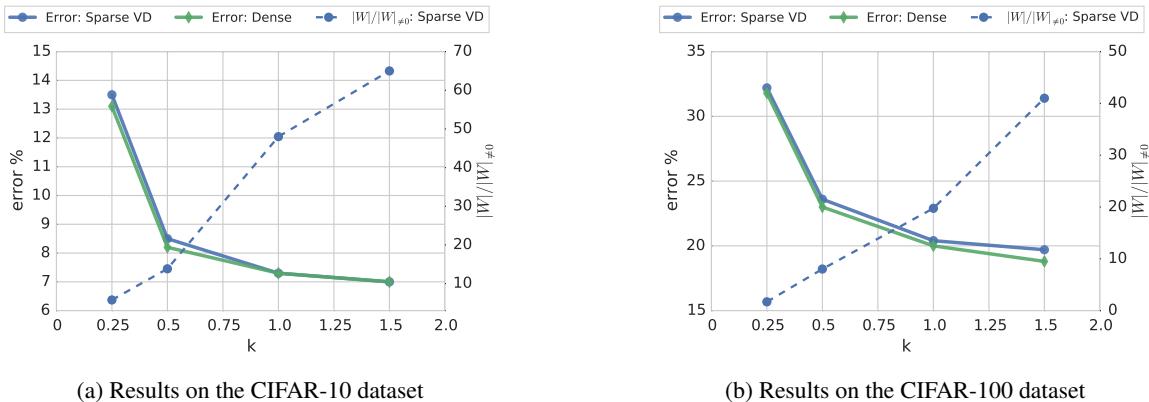 Error: Sparse VD Error: Dense |W|/|W|≠0: Sparse VD
15
14
13
12
11
10
9
8
7
6
error %
70
60
50
40
30
20
10
|W|/|W|≠0
0 0.25 0.5 0.75 1.0 1.25 1.5 2.0
k
(a) Results on the CIFAR-10 dataset
Error: Sparse VD Error: Dense |W|/|W|≠0: Sparse VD
35
30
25
20
15
error %
50
40
30
20
10
0
|W|/|W|≠0
0 0.25 0.5 0.75 1.0 1.25 1.5 2.0
k
(b) Results on the CIFAR-100 dataset